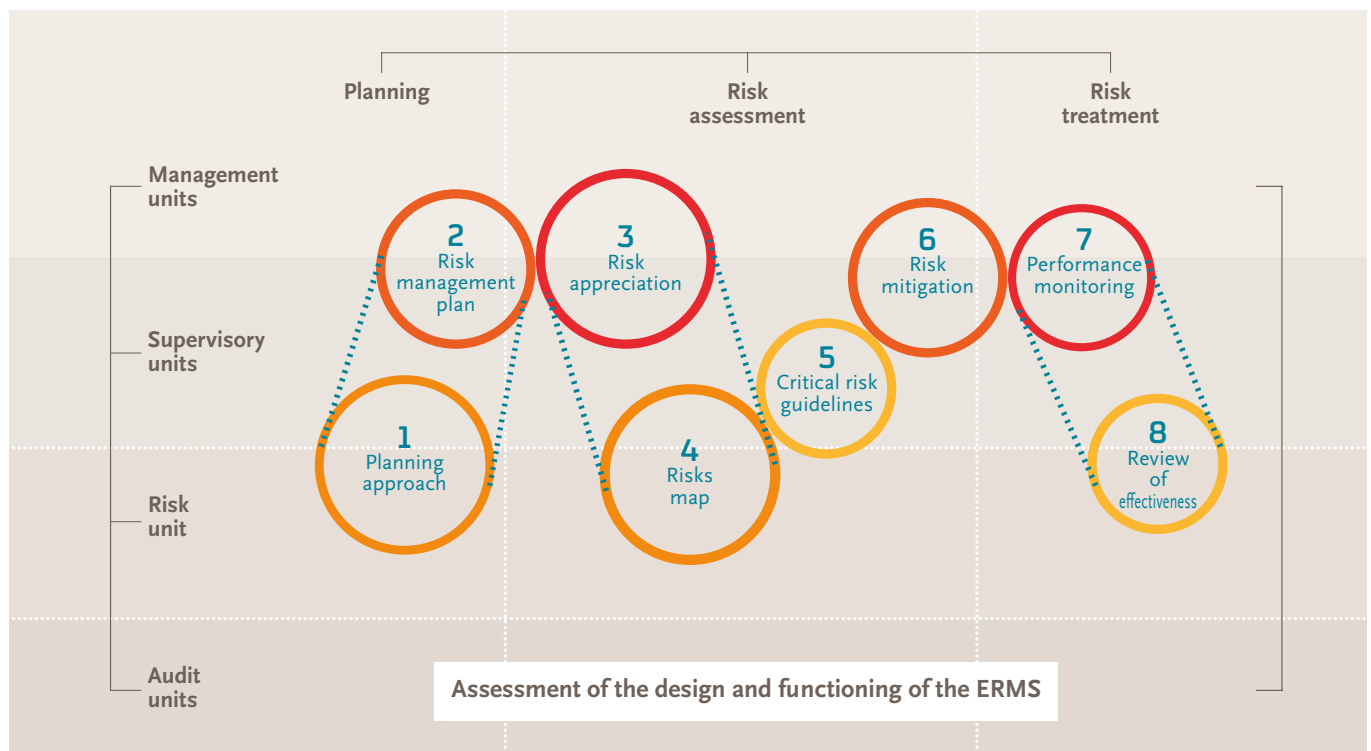 Planning
Risk
assessment
Risk
treatment
Management
units
2
Risk
management
plan
3
Risk
appreciation
6
Risk
mitigation
7
Performance
monitoring
Supervisory
units
5
Critical risk
guidelines
1
Planning
approach
4
Risks
map
8
Review
of
effectiveness
Risk
unit
Audit
units
Assessment of the design and functioning of the ERMS